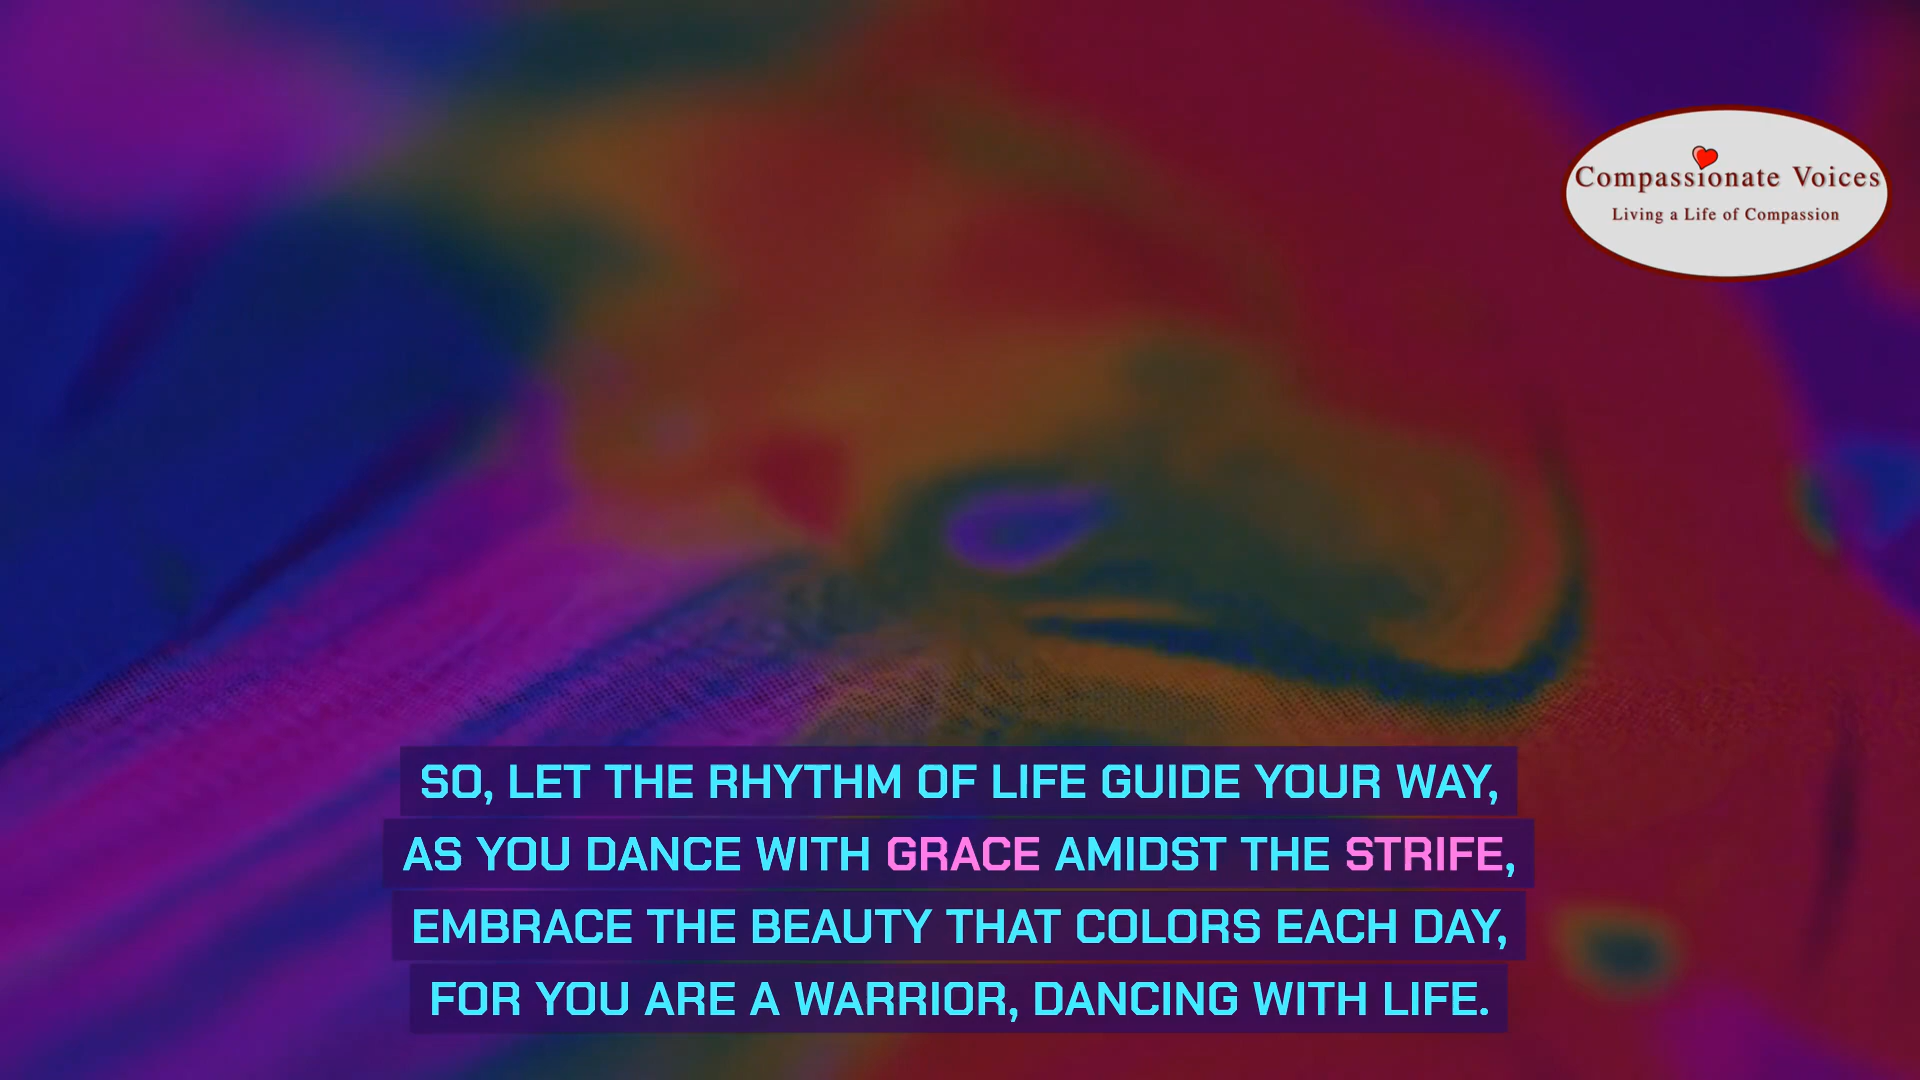 Compassionate Voices
Living a Life of Compassion
SO, LET THE RHYTHM OF LIFE GUIDE YOUR WAY,
AS YOU DANCE WITH GRACE AMIDST THE STRIFE,
EMBRACE THE BEAUTY THAT COLORS EACH DAY,
FOR YOU ARE A WARRIOR, DANCING WITH LIFE.